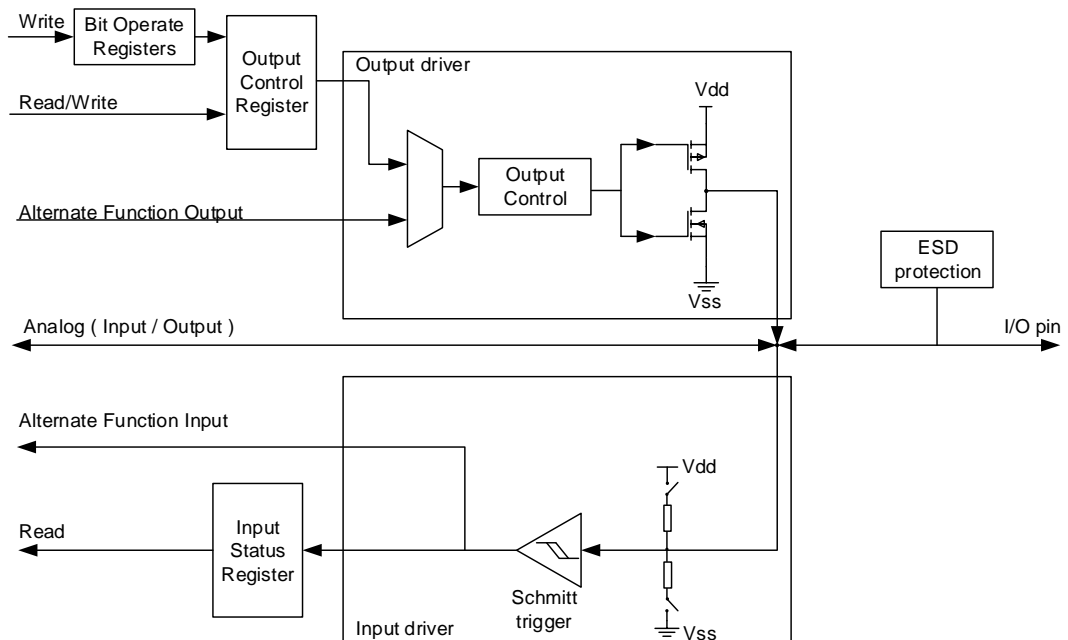 Write
Bit Operate
Registers
Output
Control
Register
Read/Write
Alternate Function Output
Output driver
Vdd
Output
Control
Vss
ESD
protection
Analog ( Input / Output )
I/O pin
Alternate Function Input
Vdd
Read
Input
Status
Register
Schmitt
trigger
Vss
Input driver